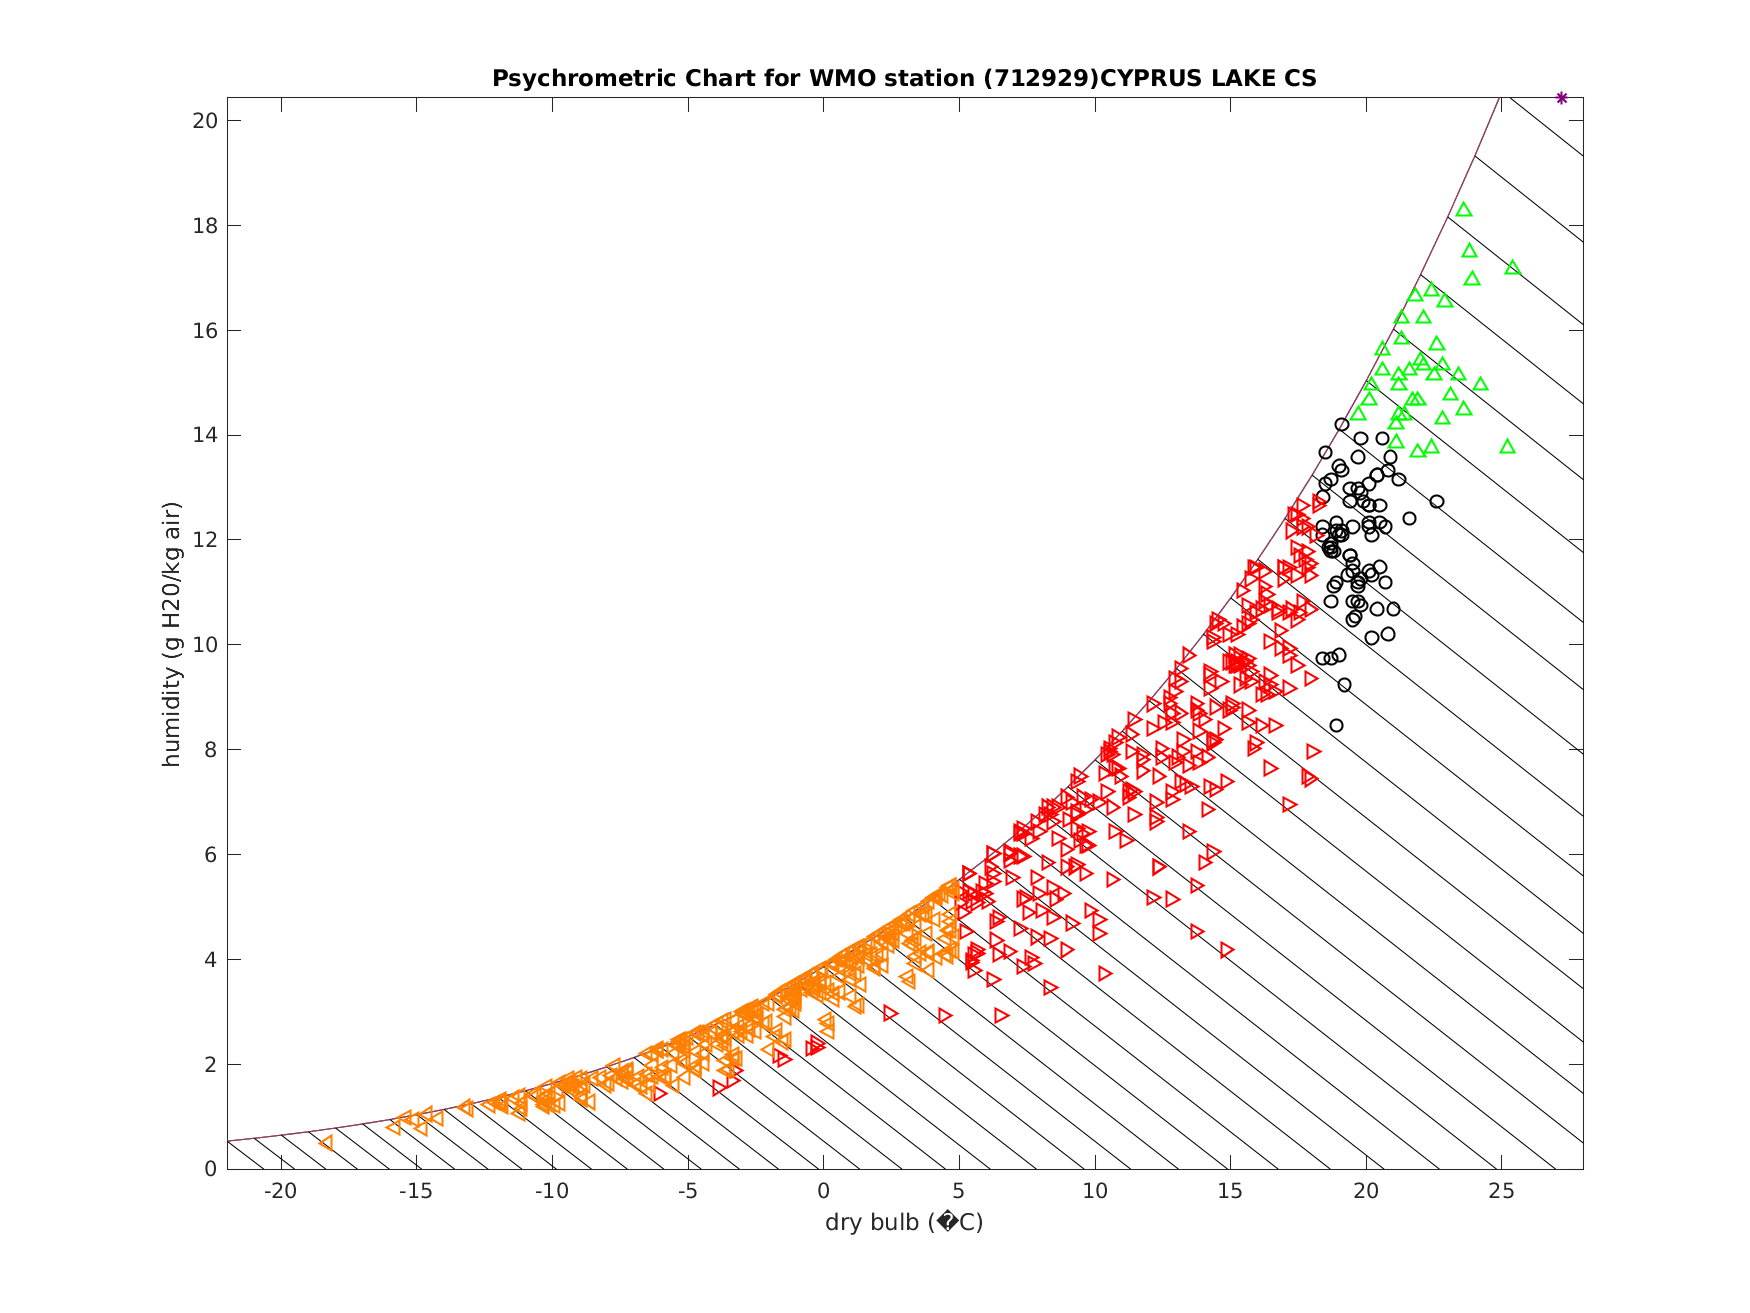 Psychrometric Chart for WMO station (712929)CYPRUS LAKE CS
20
18
16
14
12
10
8
6
4
2
0
humidity (g H20/kg air)
-20 -15 -10 -5 0 5 10 15 20 25
dry bulb (�C)